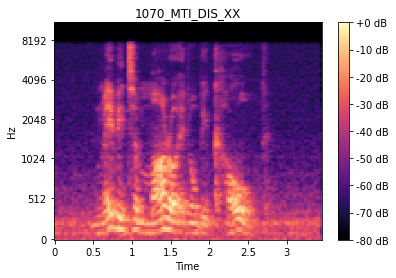 1070_MTI_DIS_XX
+0 dB
8192
-10 dB
4096
-20 dB
-30 dB
2048
Hz
-40 dB
1024
-50 dB
512
-60 dB
-70 dB
0
-80 dB
0 0.5 1 1.5 2 2.5 3
Time